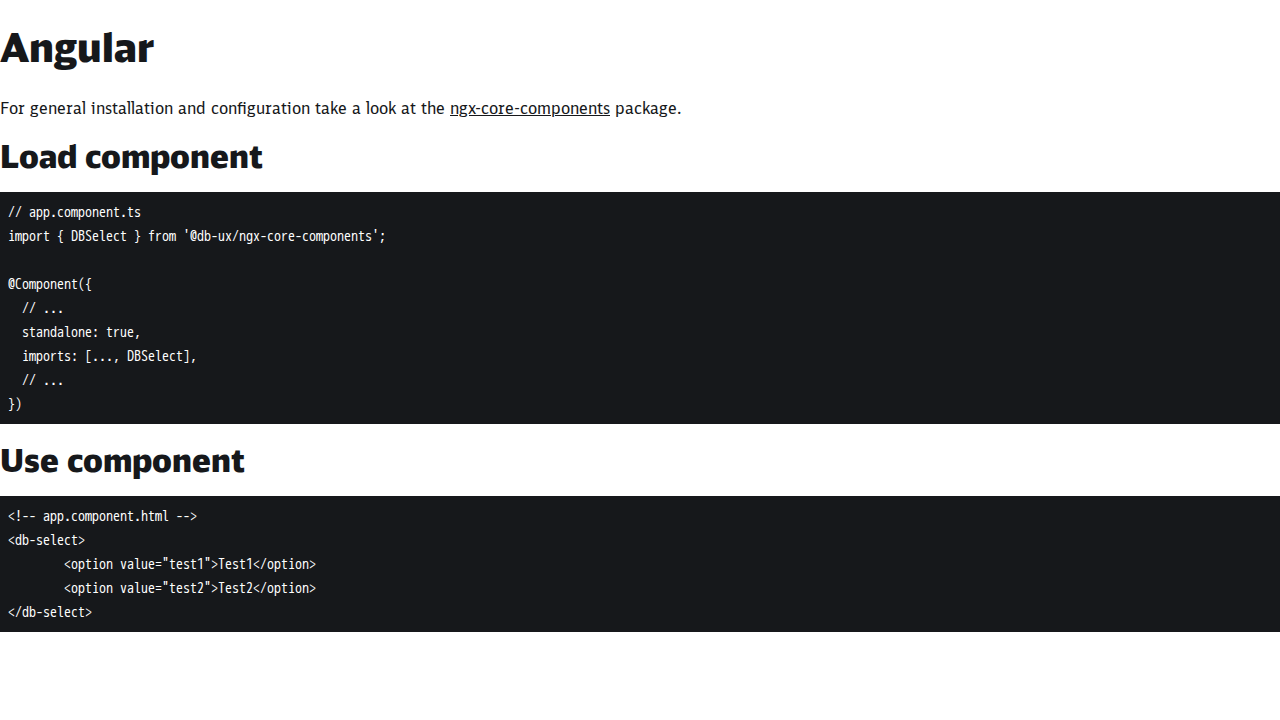 Angular
For general installation and configuration take a look at the ngx-core-components package.
Load component
// app.component.ts
import { DBSelect } from '@db-ux/ngx-core-components';
@Component({
  // ...
  standalone: true,
  imports: [..., DBSelect],
  // ...
})
Use component
<!-- app.component.html -->
<db-select>
        <option value="test1">Test1</option>
        <option value="test2">Test2</option>
</db-select>